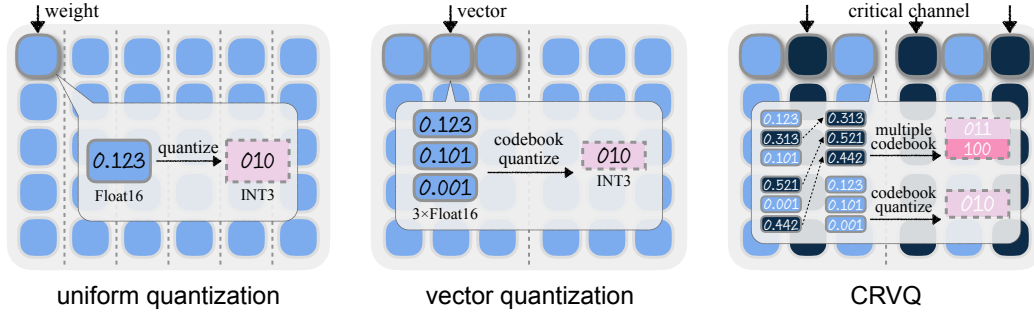 weight
0.123
quantize
010
Float16
INT3
uniform quantization
vector
0.123
0.101
0.001
codebook
quantize
010
3×Float16
INT3
vector quantization
critical channel
0.123
0.313
0.101
0.521
0.001
0.442
0.313
0.521
0.442
0.123
0.101
0.001
multiple
codebook
011
100
codebook
quantize
010
CRVQ